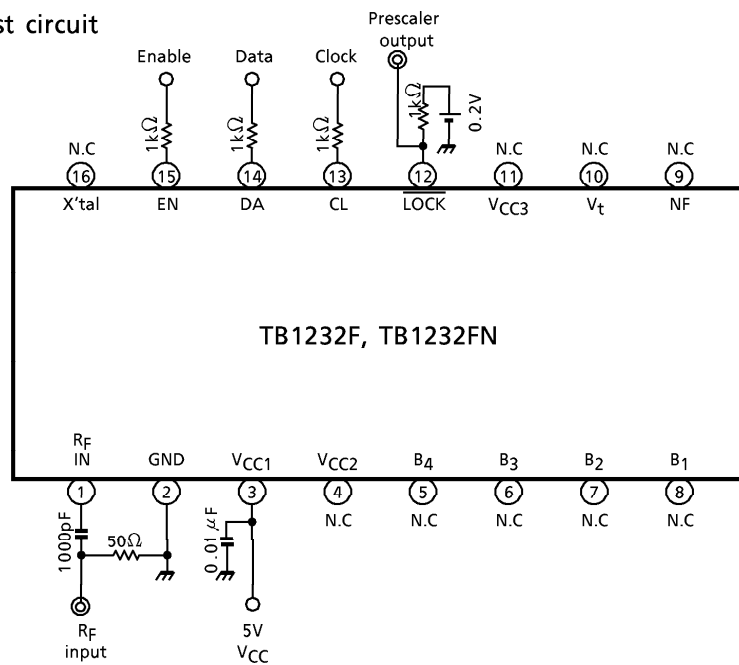 st circuit
Prescaler
output
Enable
Data
Clock
1kΩ
1kΩ
1kΩ
1kΩ
0.2V
N.C
N.C
N.C
N.C
16
15
14
13
12
11
10
9
X'tal
EN
DA
CL
LOCK
VCC3
Vt
NF
TB1232F, TB1232FN
RF
IN
GND
VCC1
VCC2
B4
B3
B2
B1
1
2
3
4
5
6
7
8
N.C
N.C
N.C
N.C
N.C
1000pF
50Ω
0.01 μF
RF
input
5V
VCC